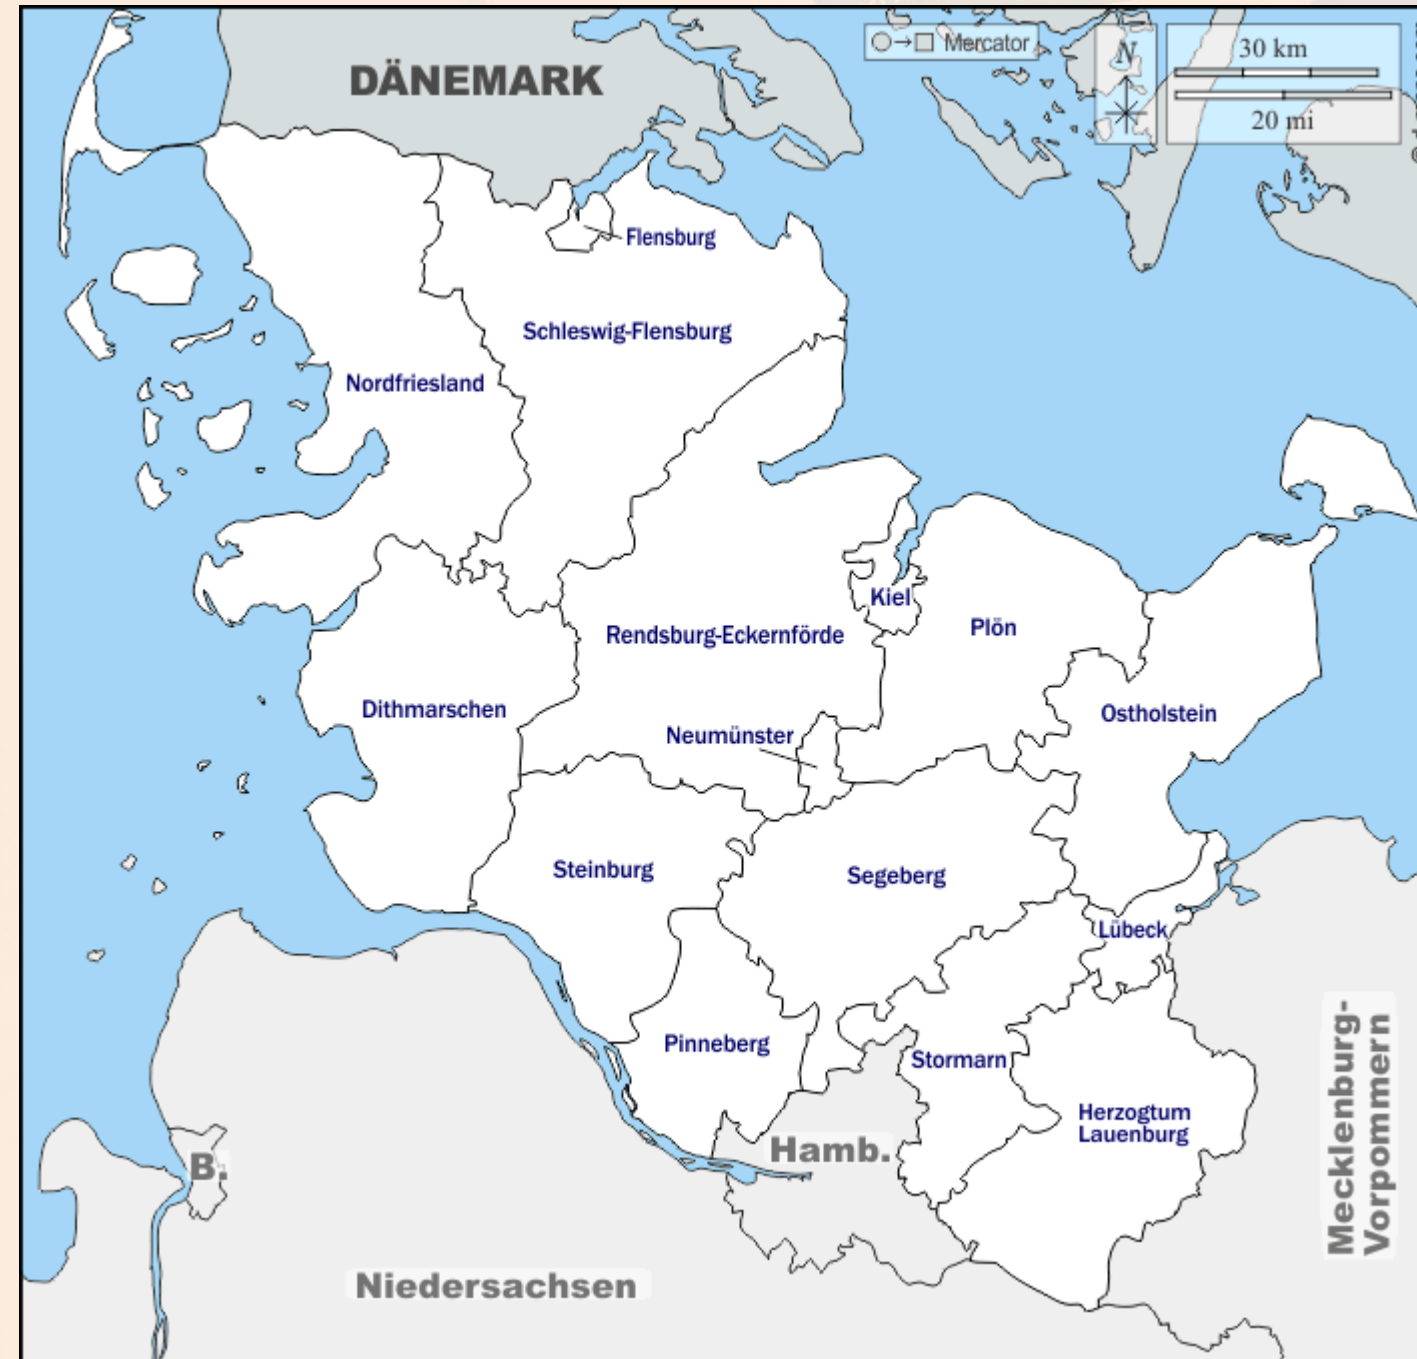 Mercator
N
30 km
20 mi
DÄNEMARK
Flensburg
Schleswig-Flensburg
Nordfriesland
Kiel
Plön
Rendsburg-Eckernförde
Dithmarschen
Ostholstein
Neumünster
Steinburg
Segeberg
Lübeck
Pinneberg
Stormarn
Herzogtum
Lauenburg
Hamb.
B.
Mecklenburg-
Vorpommern
Niedersachsen